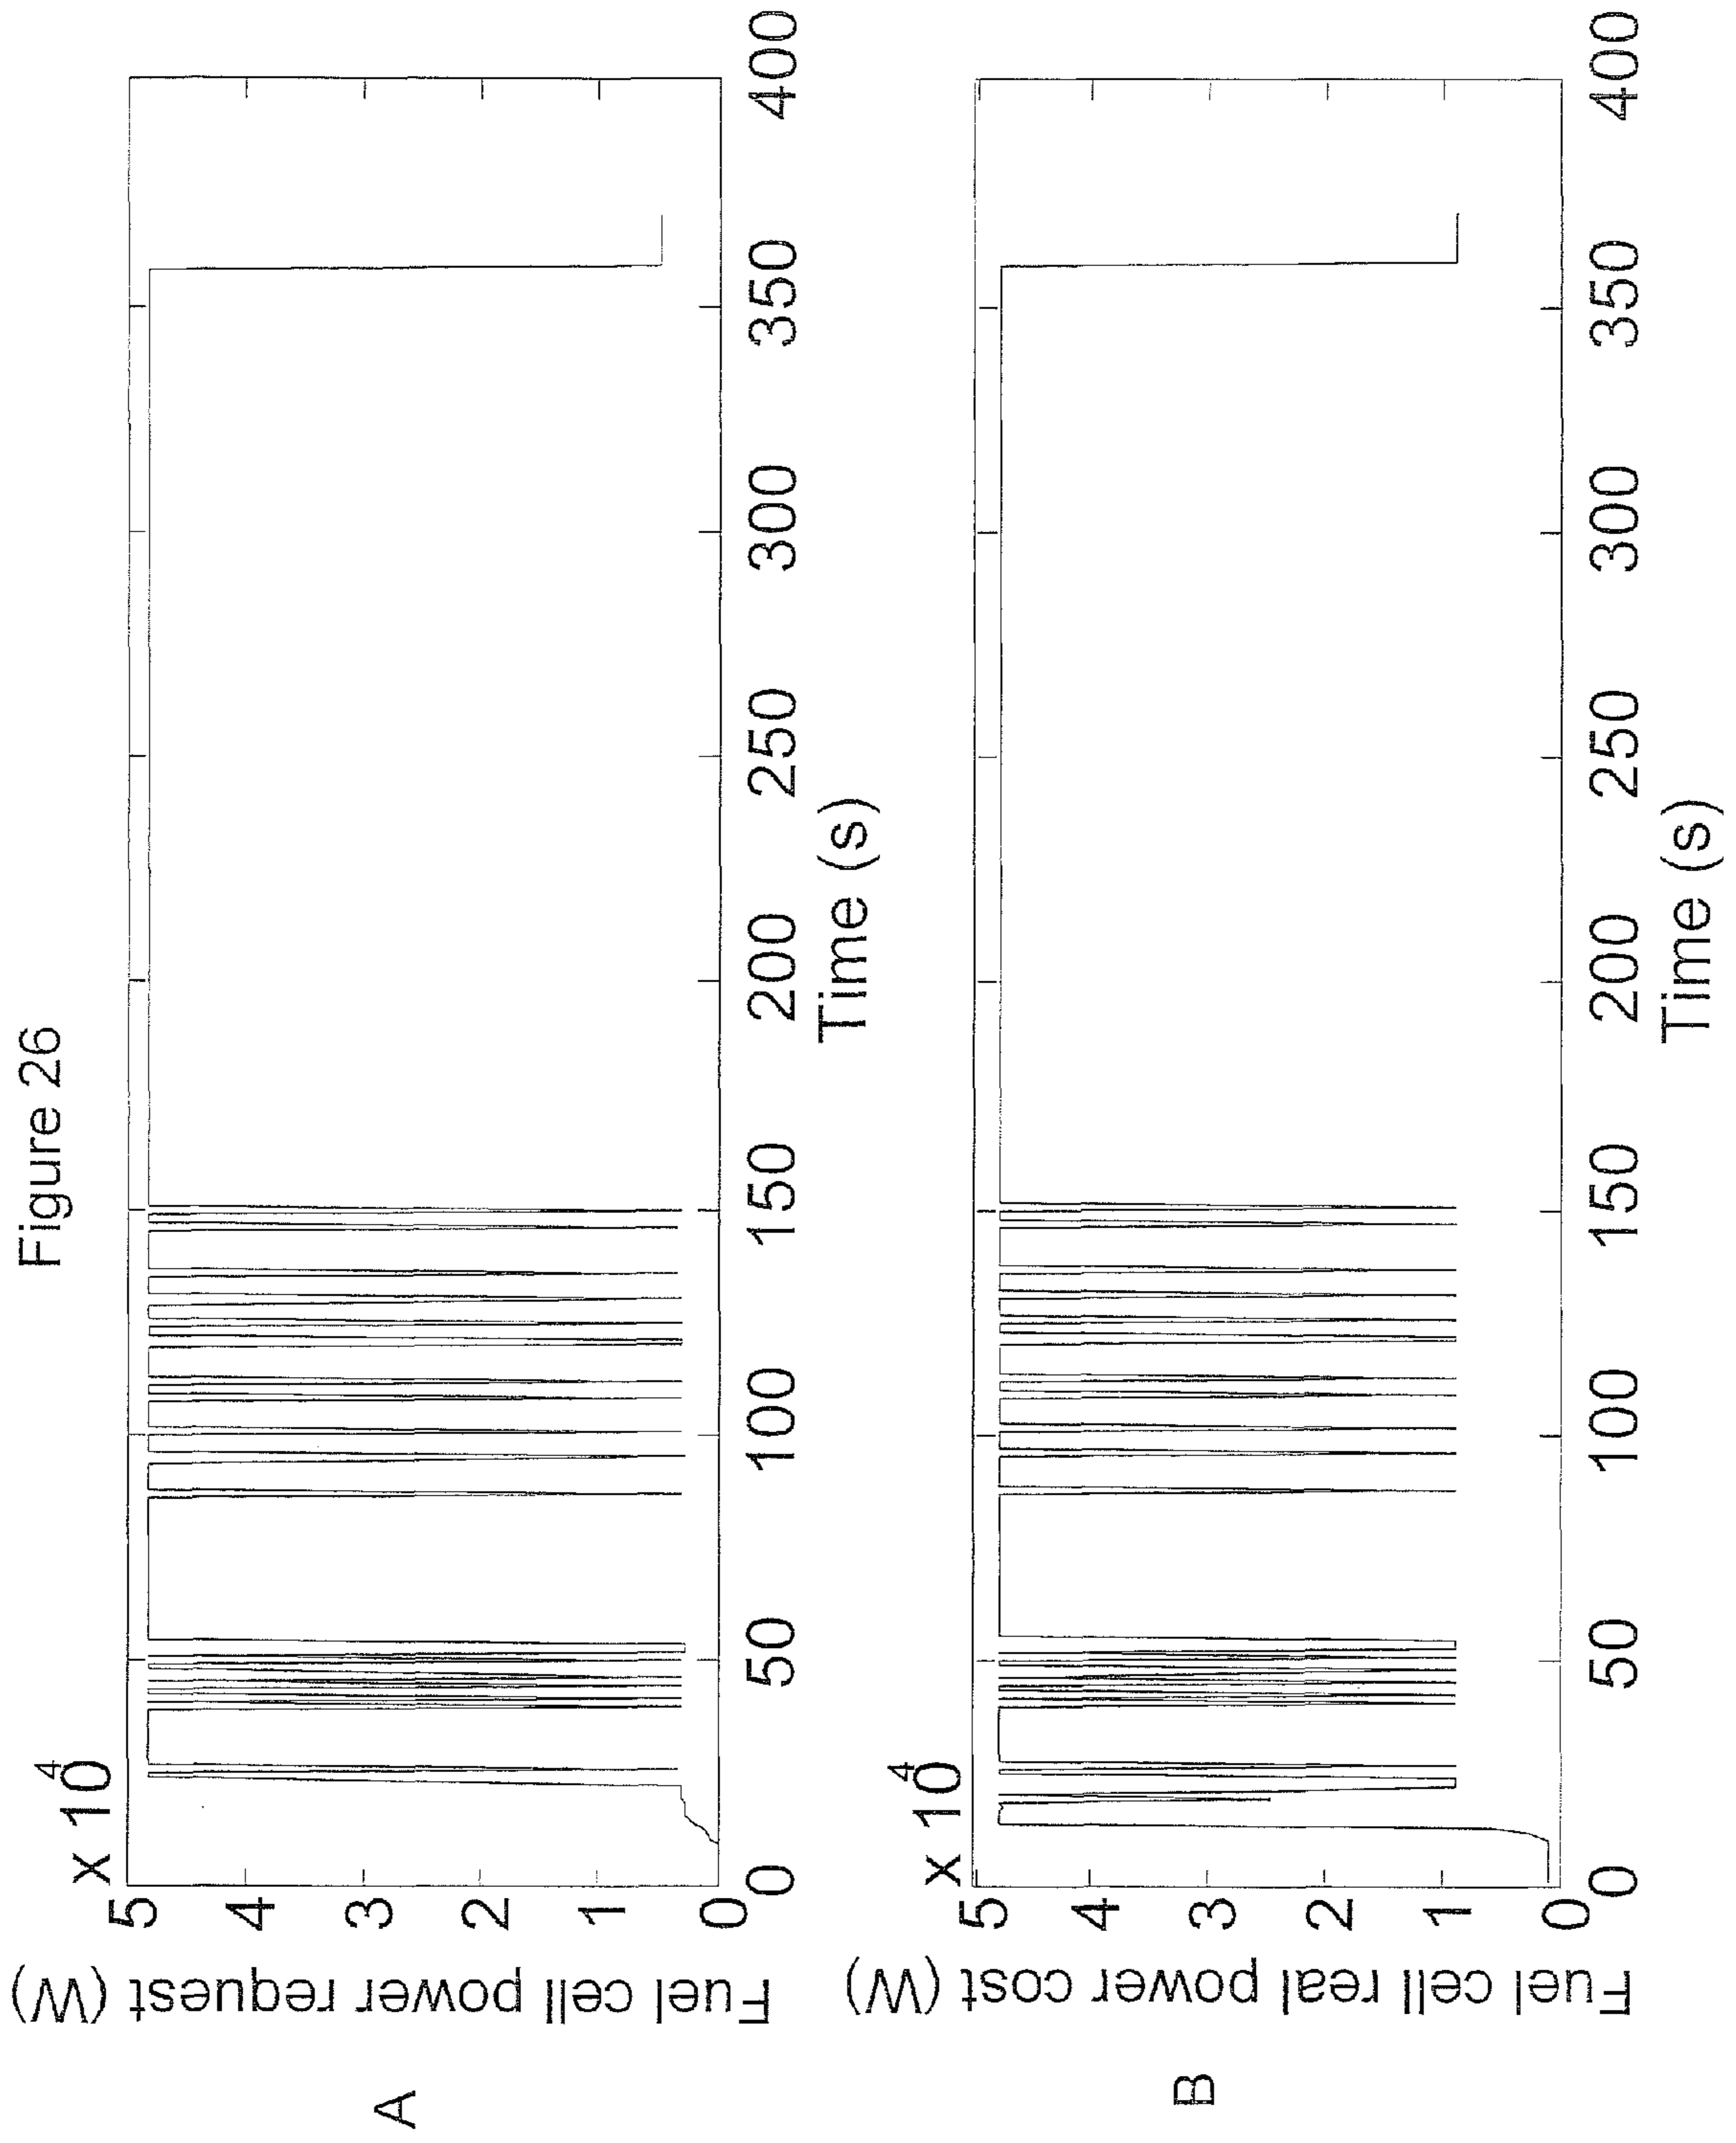 Figure 26
A
Fuel cell power request (W)
x 10^4
5
4
3
2
1
0
0 50 100 150 200 250 300 350 400
Time (s)
B
Fuel cell real power cost (W)
x 10^4
5
4
3
2
1
0
0 50 100 150 200 250 300 350 400
Time (s)